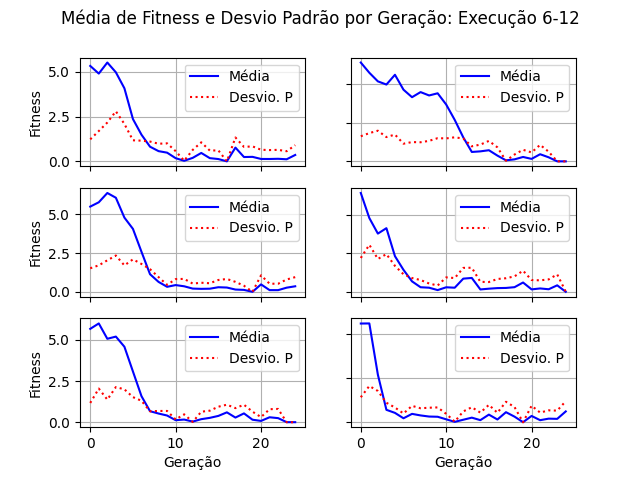 Média de Fitness e Desvio Padrão por Geração: Execução 6-12
5.0
2.5
0.0
Fitness
Média
Desvio. P
Média
Desvio. P
5.0
2.5
0.0
Fitness
Média
Desvio. P
Média
Desvio. P
5.0
2.5
0.0
Fitness
Média
Desvio. P
0 10 20
Geração
Média
Desvio. P
0 10 20
Geração